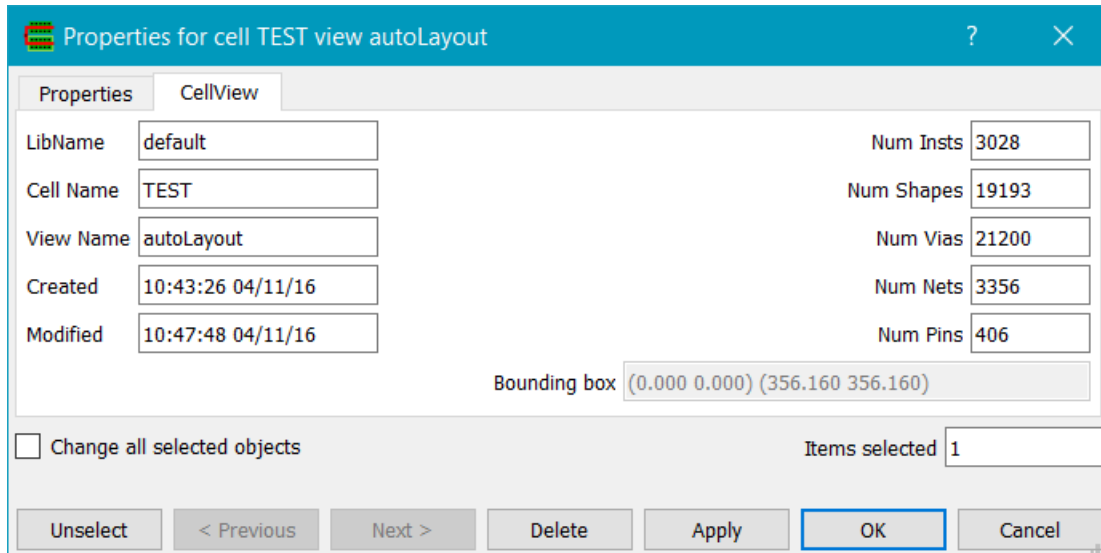 Properties for cell TEST view autoLayout ?
Properties CellView
LibName default Num Insts 3028
Cell Name TEST Num Shapes 19193
View Name autoLayout Num Vias 21200
Created 10:43:26 04/11/16 Num Nets 3356
Modified 10:47:48 04/11/16 Num Pins 406
Bounding box (0.000 0.000) (356.160 356.160)
Change all selected objects Items selected 1
Unselect < Previous Next > Delete Apply OK Cancel